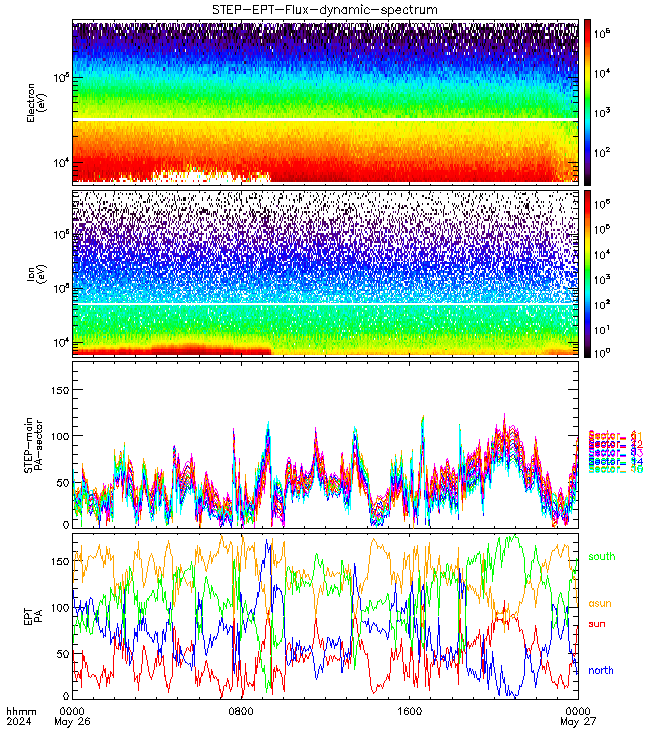 STEP-EPT-Flux-dynamic-spectrum
Electron
(eV)
10^5
10^4
10^5
10^4
10^3
10^2
Ion
(eV)
10^6
10^5
10^4
10^5
10^4
10^3
10^2
10^1
10^0
STEP-main
PA-sector
150
100
50
0
EPT
PA
150
100
50
0
south
asun
sun
north
hhmm
2024
0000
May 26
0800
1600
0000
May 27